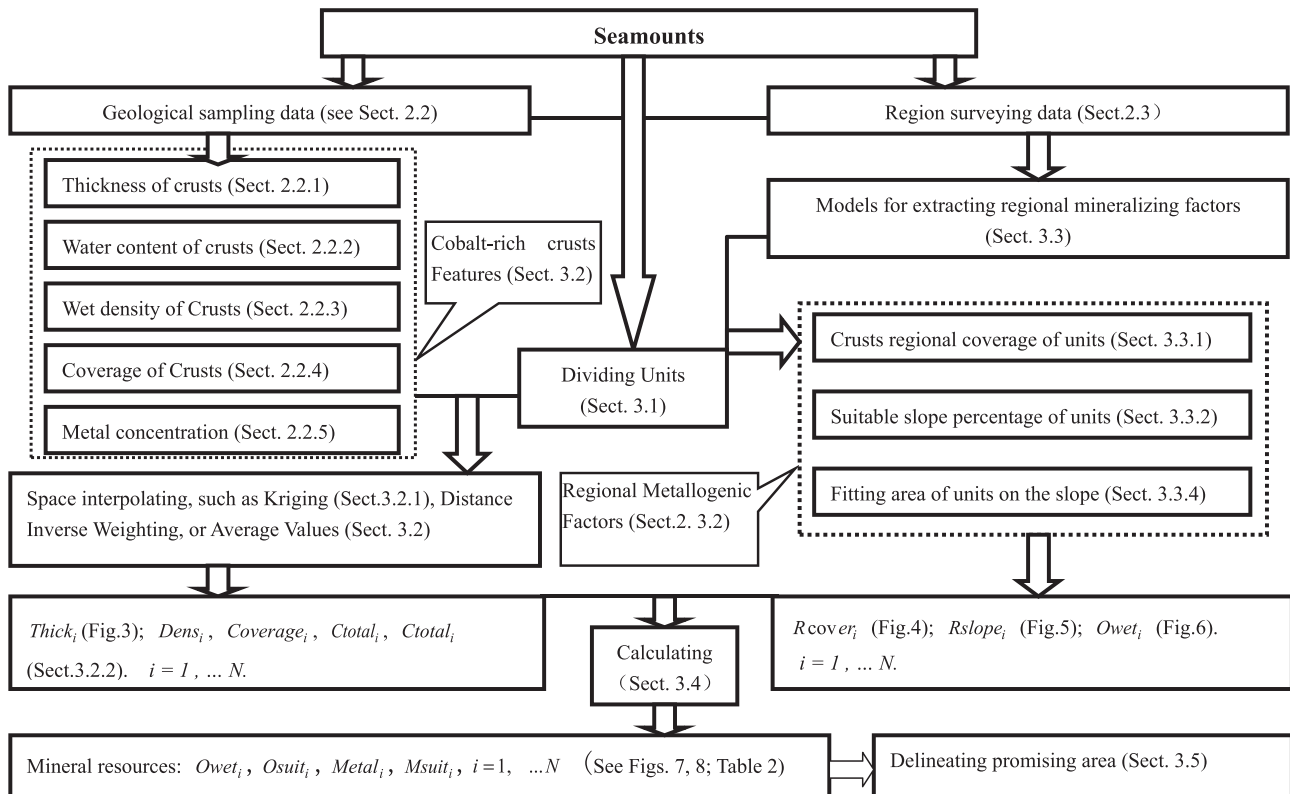 Seamounts
Geological sampling data (see Sect. 2.2)
Region surveying data (Sect.2.3）
Thickness of crusts (Sect. 2.2.1)
Water content of crusts (Sect. 2.2.2)
Wet density of Crusts (Sect. 2.2.3)
Coverage of Crusts (Sect. 2.2.4)
Metal concentration (Sect. 2.2.5)
Cobalt-rich crusts
Features (Sect. 3.2)
Models for extracting regional mineralizing factors
(Sect. 3.3)
Dividing Units
(Sect. 3.1)
Crusts regional coverage of units (Sect. 3.3.1)
Suitable slope percentage of units (Sect. 3.3.2)
Fitting area of units on the slope (Sect. 3.3.4)
Regional Metallogenic
Factors (Sect.2. 3.2)
Space interpolating, such as Kriging (Sect.3.2.1), Distance
Inverse Weighting, or Average Values (Sect. 3.2)
Thick_i (Fig.3); Dens_i, Coverage_i, Ctotal_i, Ctotal_i
(Sect.3.2.2). i = 1 , ... N.
Calculating
（Sect. 3.4）
Rcover_i (Fig.4); Rslope_i (Fig.5); Owet_i (Fig.6).
i = 1 , ... N.
Mineral resources: Owet_i, Osuit_i, Metal_i, Msuit_i, i=1, ...N （See Figs. 7, 8; Table 2)
Delineating promising area (Sect. 3.5)